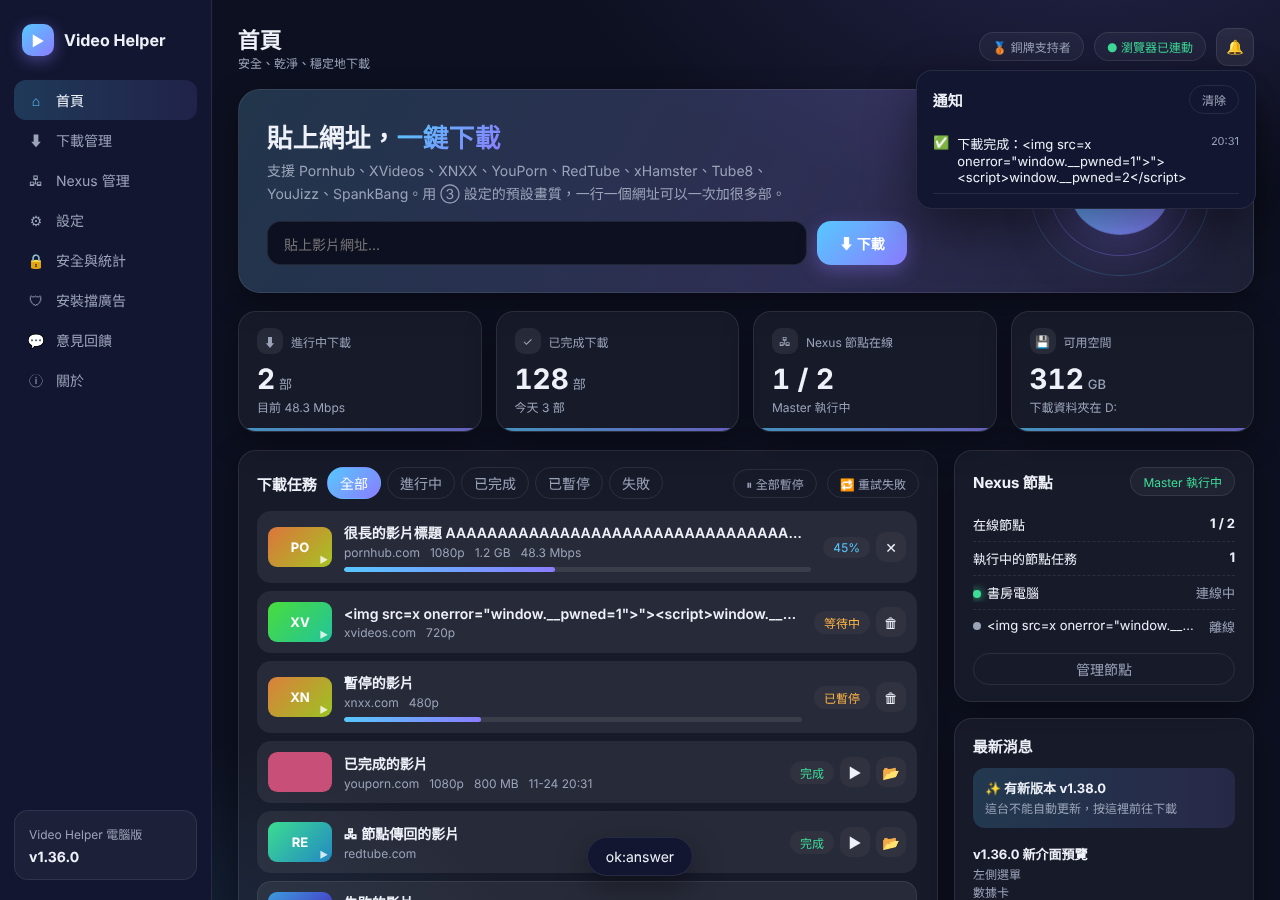 Video Helper
首頁
下載管理
Nexus 管理
設定
安全與統計
安裝擋廣告
意見回饋
關於
Video Helper 電腦版
v1.36.0
首頁
安全、乾淨、穩定地下載
銅牌支持者
瀏覽器已連動
通知
清除
下載完成：<img src=x
onerror="window.__pwned=1">">
<script>window.__pwned=2</script>
20:31
貼上網址，一鍵下載
支援 Pornhub、XVideos、XNXX、YouPorn、RedTube、xHamster、Tube8、
YouJizz、SpankBang。用 ③ 設定的預設畫質，一行一個網址可以一次加很多部。
貼上影片網址...
⬇ 下載
進行中下載
2 部
目前 48.3 Mbps
已完成下載
128 部
今天 3 部
Nexus 節點在線
1 / 2
Master 執行中
可用空間
312 GB
下載資料夾在 D:
下載任務
全部
進行中
已完成
已暫停
失敗
全部暫停
重試失敗
PO
很長的影片標題 AAAAAAAAAAAAAAAAAAAAAAAAAAAAAAAAA...
pornhub.com 1080p 1.2 GB 48.3 Mbps
45%
XV
<img src=x onerror="window.__pwned=1">"><script>window.__...
xvideos.com 720p
等待中
XN
暫停的影片
xnxx.com 480p
已暫停
已完成的影片
youporn.com 1080p 800 MB 11-24 20:31
完成
RE
節點傳回的影片
redtube.com
完成
ok:answer
Nexus 節點
Master 執行中
在線節點
1 / 2
執行中的節點任務
1
書房電腦
連線中
<img src=x onerror="window.__...
離線
管理節點
最新消息
✨ 有新版本 v1.38.0
這台不能自動更新，按這裡前往下載
v1.36.0 新介面預覽
左側選單
數據卡